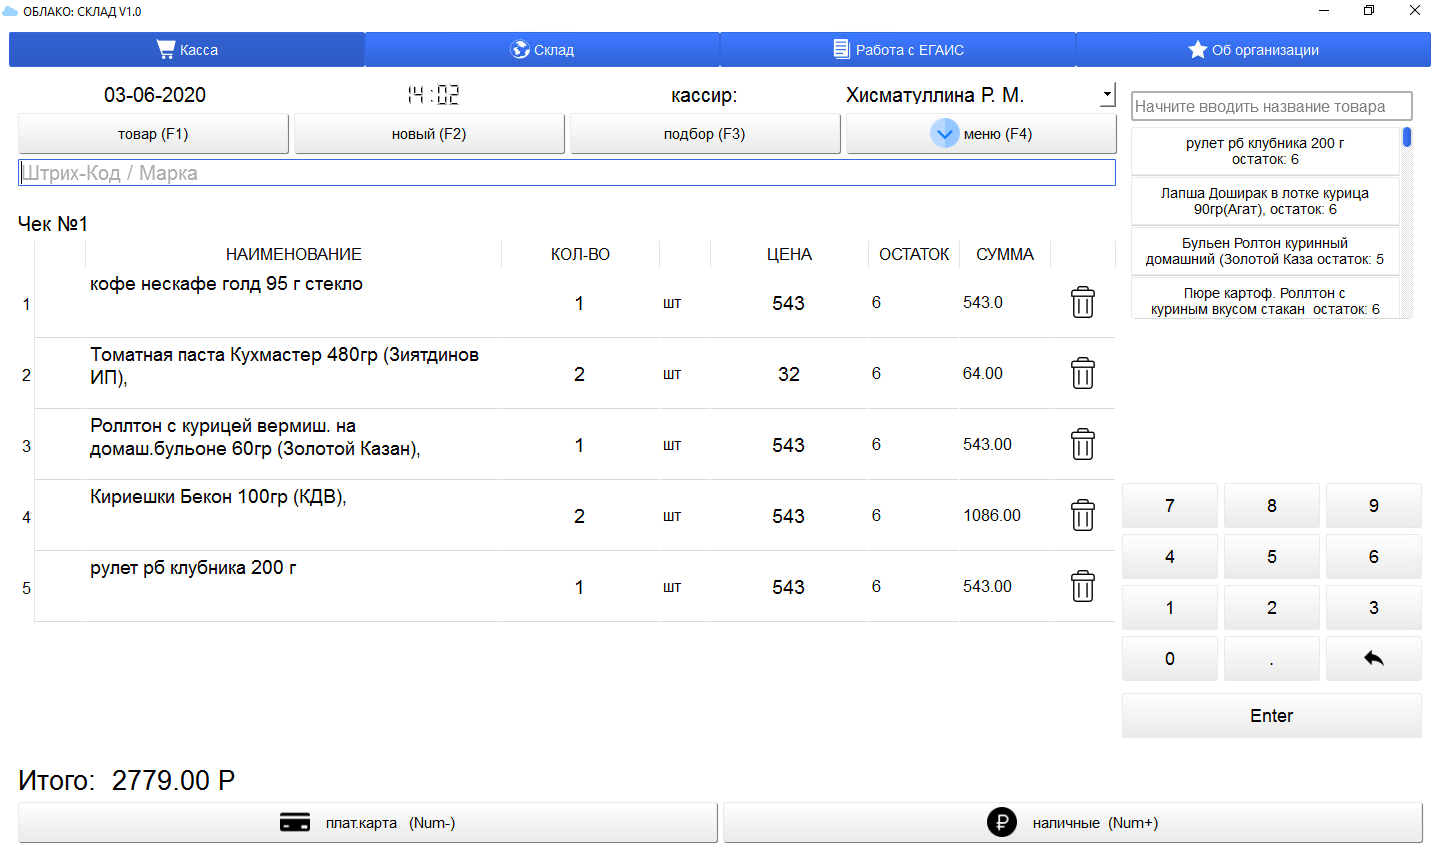 ОБЛАКО: СКЛАД V1.0
Касса
Склад
Работа с ЕГАИС
Об организации
03-06-2020
14:02
кассир:
Хисматуллина Р. М.
товар (F1)
новый (F2)
подбор (F3)
меню (F4)
Штрих-Код / Марка
Чек №1
НАИМЕНОВАНИЕ КОЛ-ВО ЦЕНА ОСТАТОК СУММА
1 кофе нескафе голд 95 г стекло 1 шт 543 6 543.0
2 Томатная паста Кухмастер 480гр (Зиятдинов
ИП), 2 шт 32 6 64.00
3 Роллтон с курицей вермиш. на
домаш.бульоне 60гр (Золотой Казан), 1 шт 543 6 543.00
4 Кириешки Бекон 100гр (КДВ), 2 шт 543 6 1086.00
5 рулет рб клубника 200 г 1 шт 543 6 543.00
Начните вводить название товара
рулет рб клубника 200 г
остаток: 6
Лапша Доширак в лотке курица
90гр(Агат), остаток: 6
Бульен Ролтон куринный
домашний (Золотой Каза остаток: 5
Пюре картоф. Роллтон с
куриным вкусом стакан остаток: 6
7 8 9
4 5 6
1 2 3
0 .
Enter
Итого: 2779.00 Р
плат.карта (Num-)
наличные (Num+)